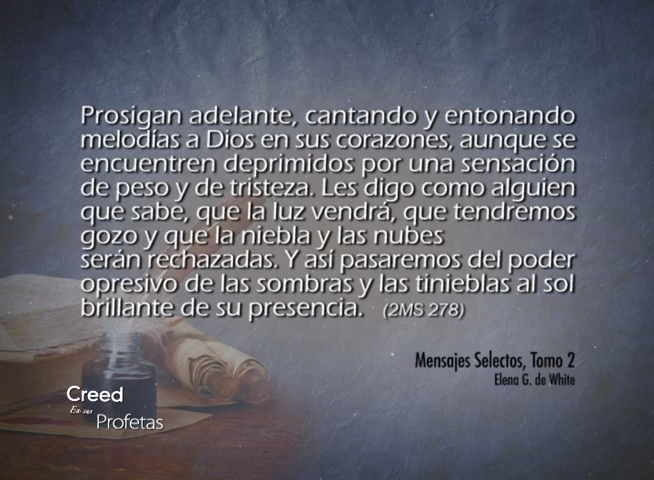 Prosigan adelante, cantando y entonando
melodías a Dios en sus corazones, aunque se
encuentren deprimidos por una sensación
de peso y de tristeza. Les digo como alguien
que sabe, que la luz vendrá, que tendremos
gozo y que la niebla y las nubes
serán rechazadas. Y así pasaremos del poder
opresivo de las sombras y las tinieblas al sol
brillante de su presencia. (2MS 278)
Mensajes Selectos, Tomo 2
Elena G. de White
Creed
En sus
Profetas